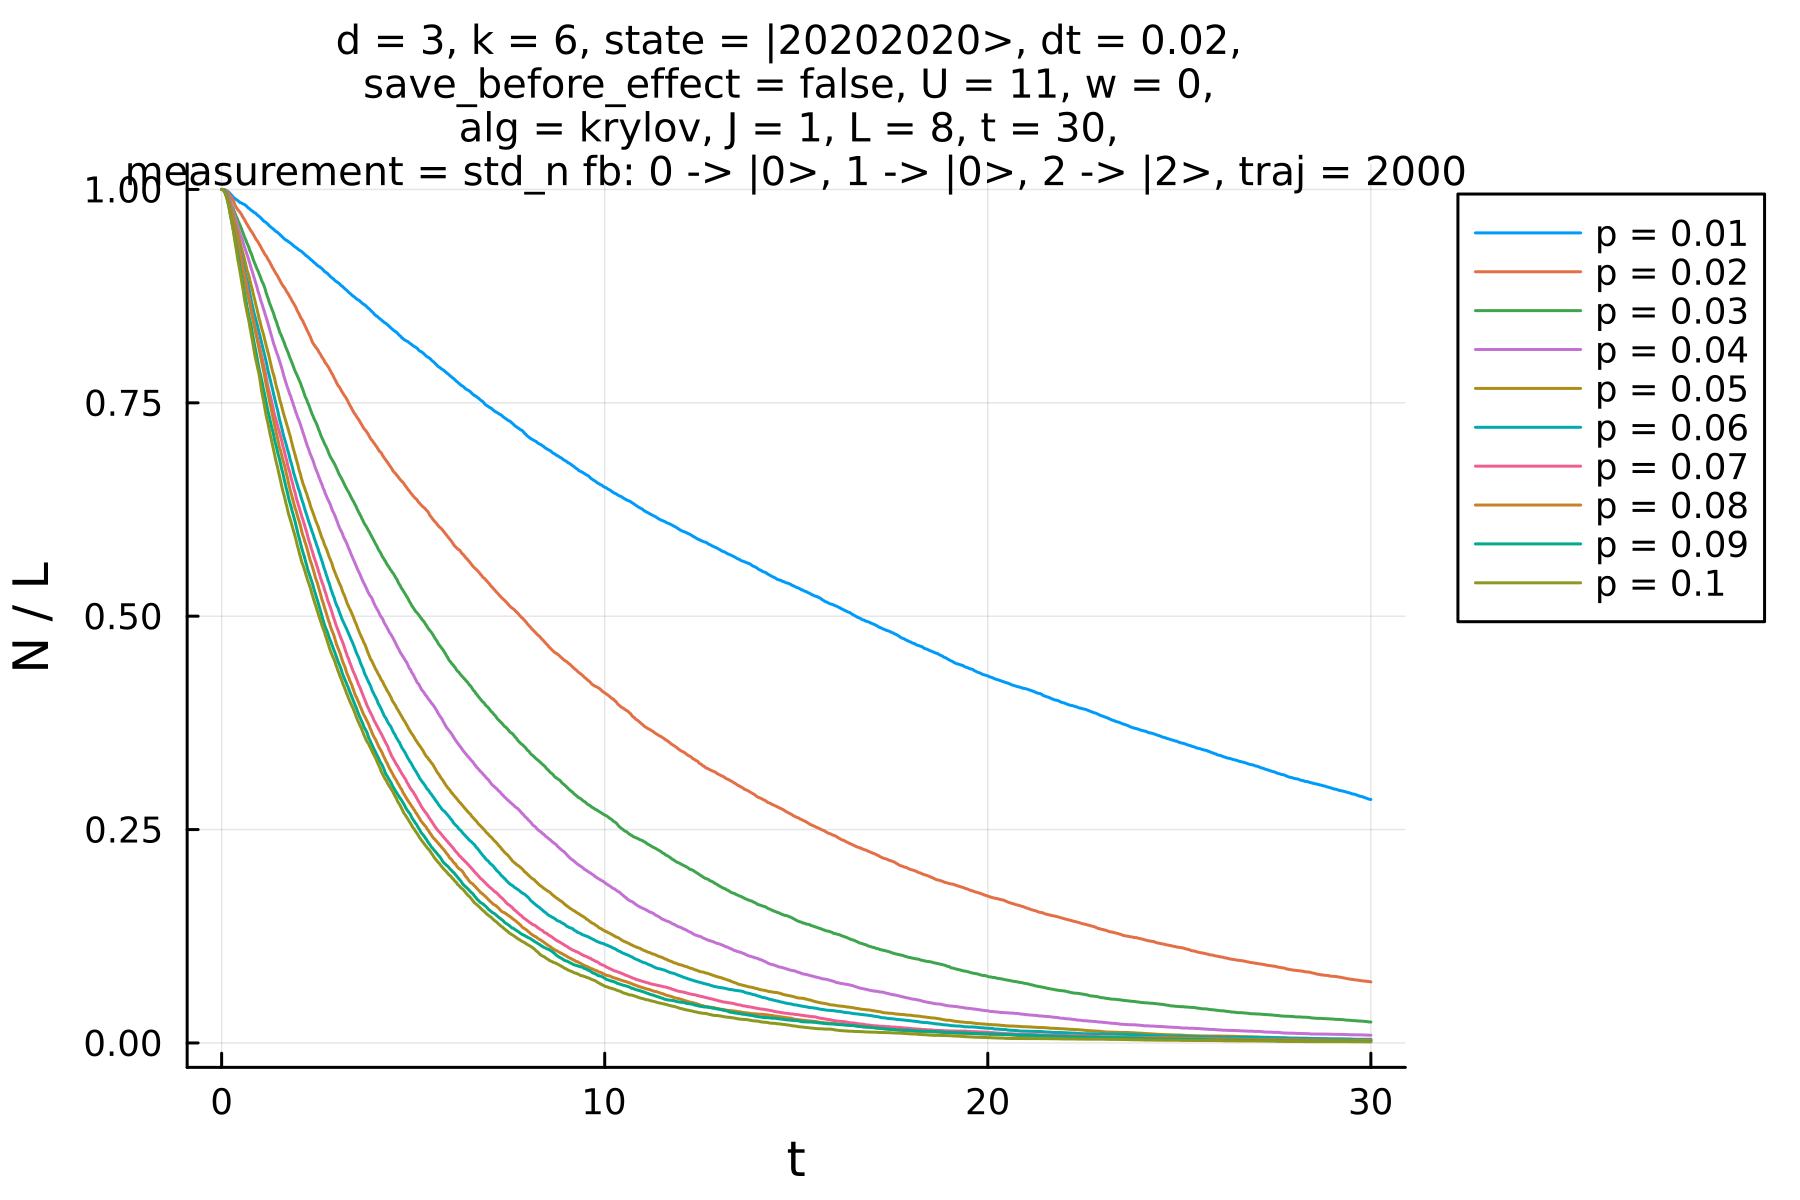 d = 3, k = 6, state = |20202020>, dt = 0.02,
save_before_effect = false, U = 11, w = 0,
alg = krylov, J = 1, L = 8, t = 30,
measurement = std_n fb: 0 -> |0>, 1 -> |0>, 2 -> |2>, traj = 2000
1.00
0.75
0.50
0.25
0.00
N / L
0 10 20 30
t
p = 0.01
p = 0.02
p = 0.03
p = 0.04
p = 0.05
p = 0.06
p = 0.07
p = 0.08
p = 0.09
p = 0.1